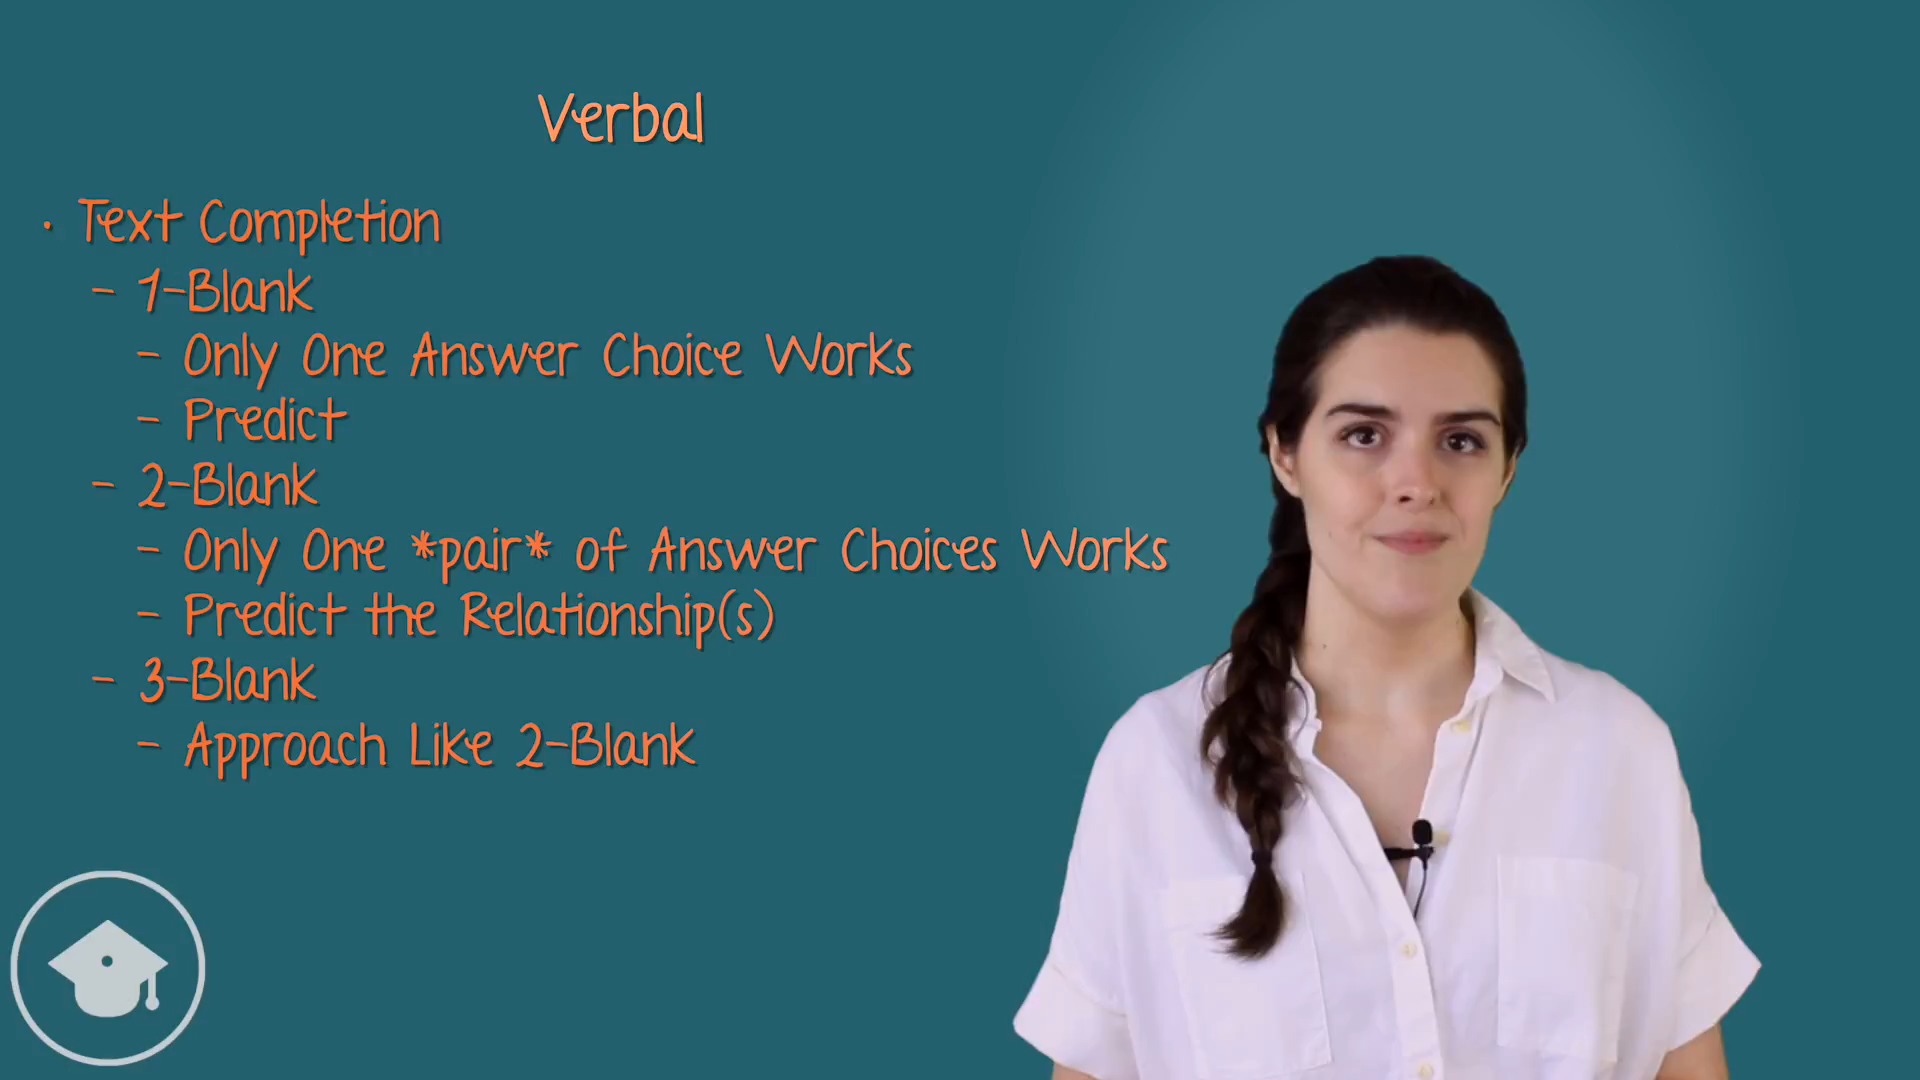 Verbal
· Text Completion
- 1-Blank
- Only One Answer Choice Works
- Predict
- 2-Blank
- Only One *pair* of Answer Choices Works
- Predict the Relationship(s)
- 3-Blank
- Approach Like 2-Blank